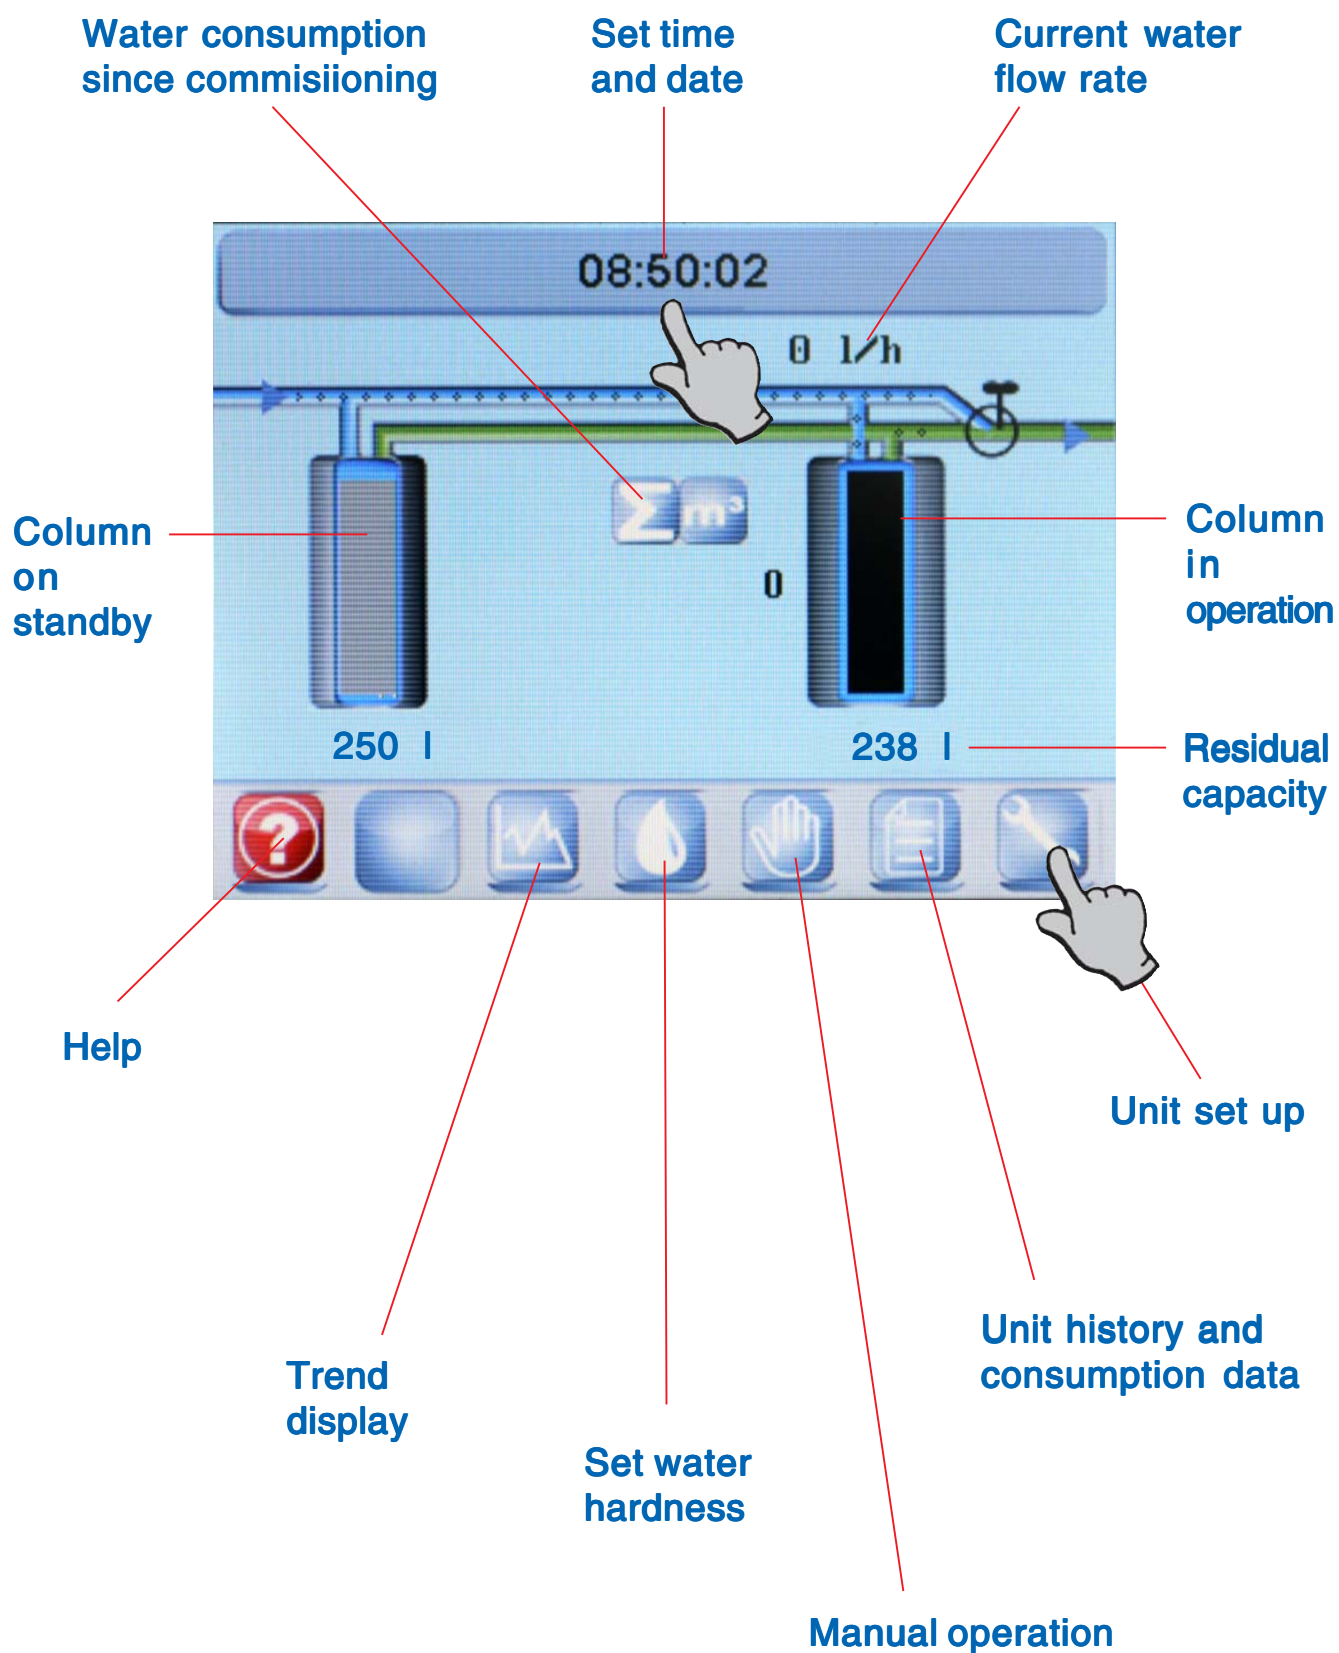 Water consumption
since commisiioning
Set time
and date
Current water
flow rate
08:50:02
0 l/h
Σ m³
0
Column
on
standby
Column
in
operation
250 l
238 l
Residual
capacity
?
Help
Unit set up
Unit history and
consumption data
Trend
display
Set water
hardness
Manual operation